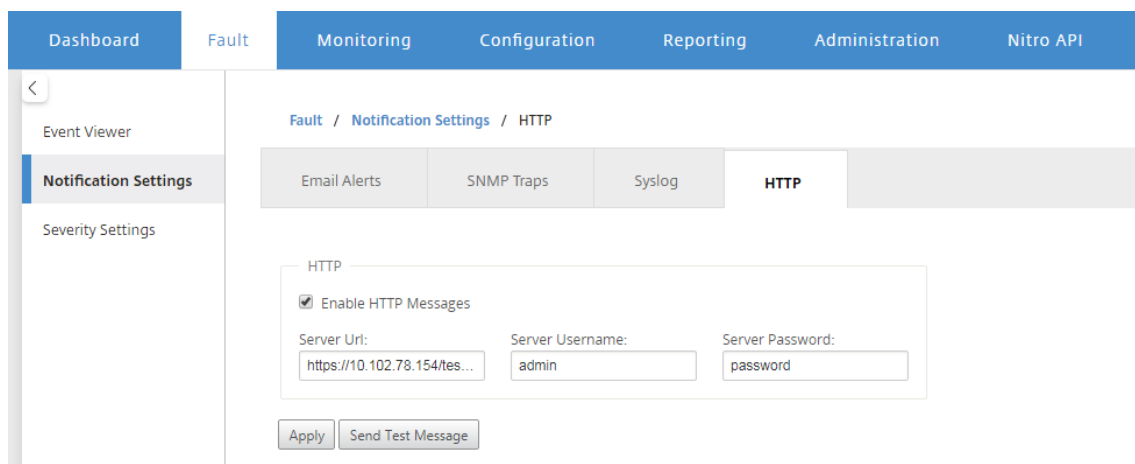 Dashboard Fault Monitoring Configuration Reporting Administration Nitro API
Event Viewer
Notification Settings
Severity Settings
Fault / Notification Settings / HTTP
Email Alerts SNMP Traps Syslog HTTP
HTTP
Enable HTTP Messages
Server Url: Server Username: Server Password:
https://10.102.78.154/tes... admin password
Apply Send Test Message